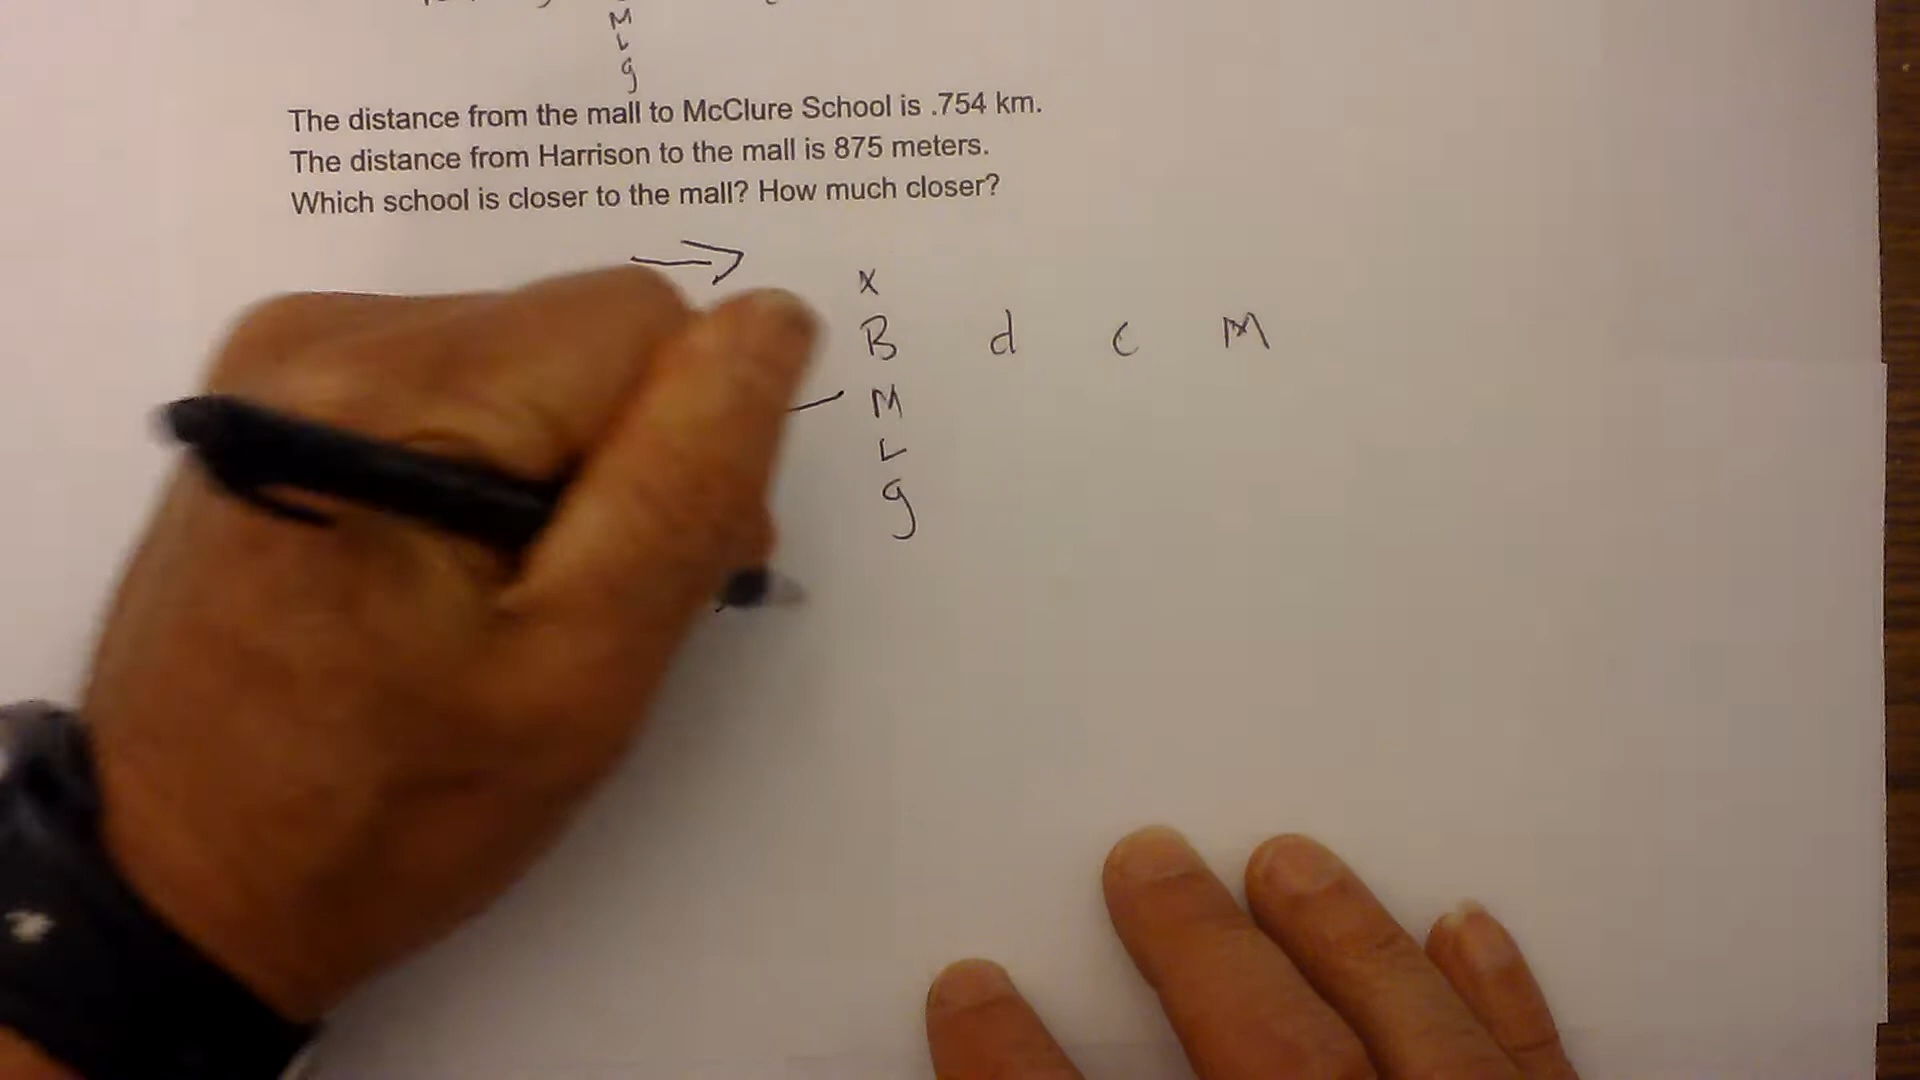 M
L
g
The distance from the mall to McClure School is .754 km.
The distance from Harrison to the mall is 875 meters.
Which school is closer to the mall? How much closer?
x
B d c M
M
L
g